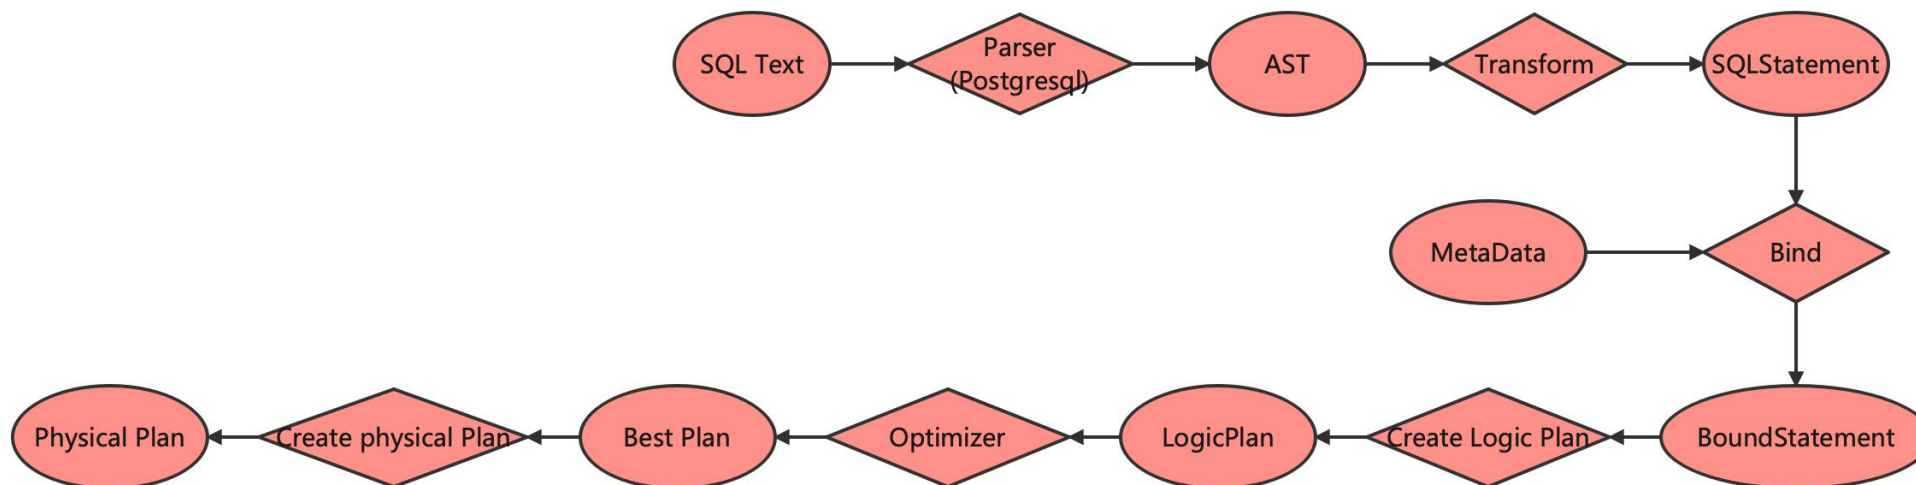 SQL Text
Parser
(Postgresql)
AST
Transform
SQLStatement
MetaData
Bind
Physical Plan
Create physical Plan
Best Plan
Optimizer
LogicPlan
Create Logic Plan
BoundStatement